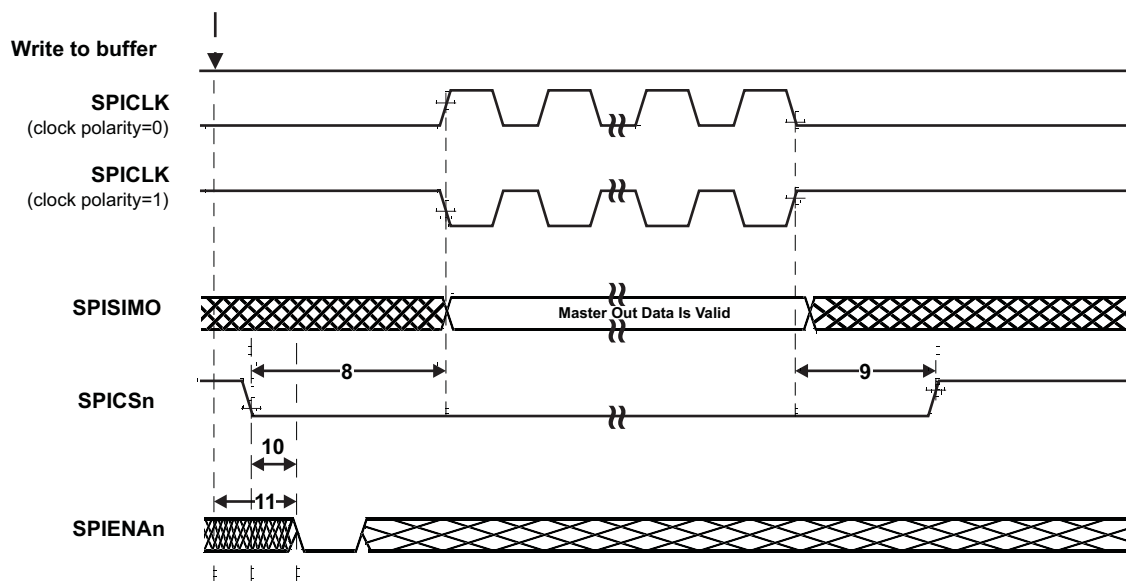 Write to buffer
SPICLK
(clock polarity=0)
SPICLK
(clock polarity=1)
SPISIMO
Master Out Data Is Valid
8
9
SPICSn
10
11
SPIENAn